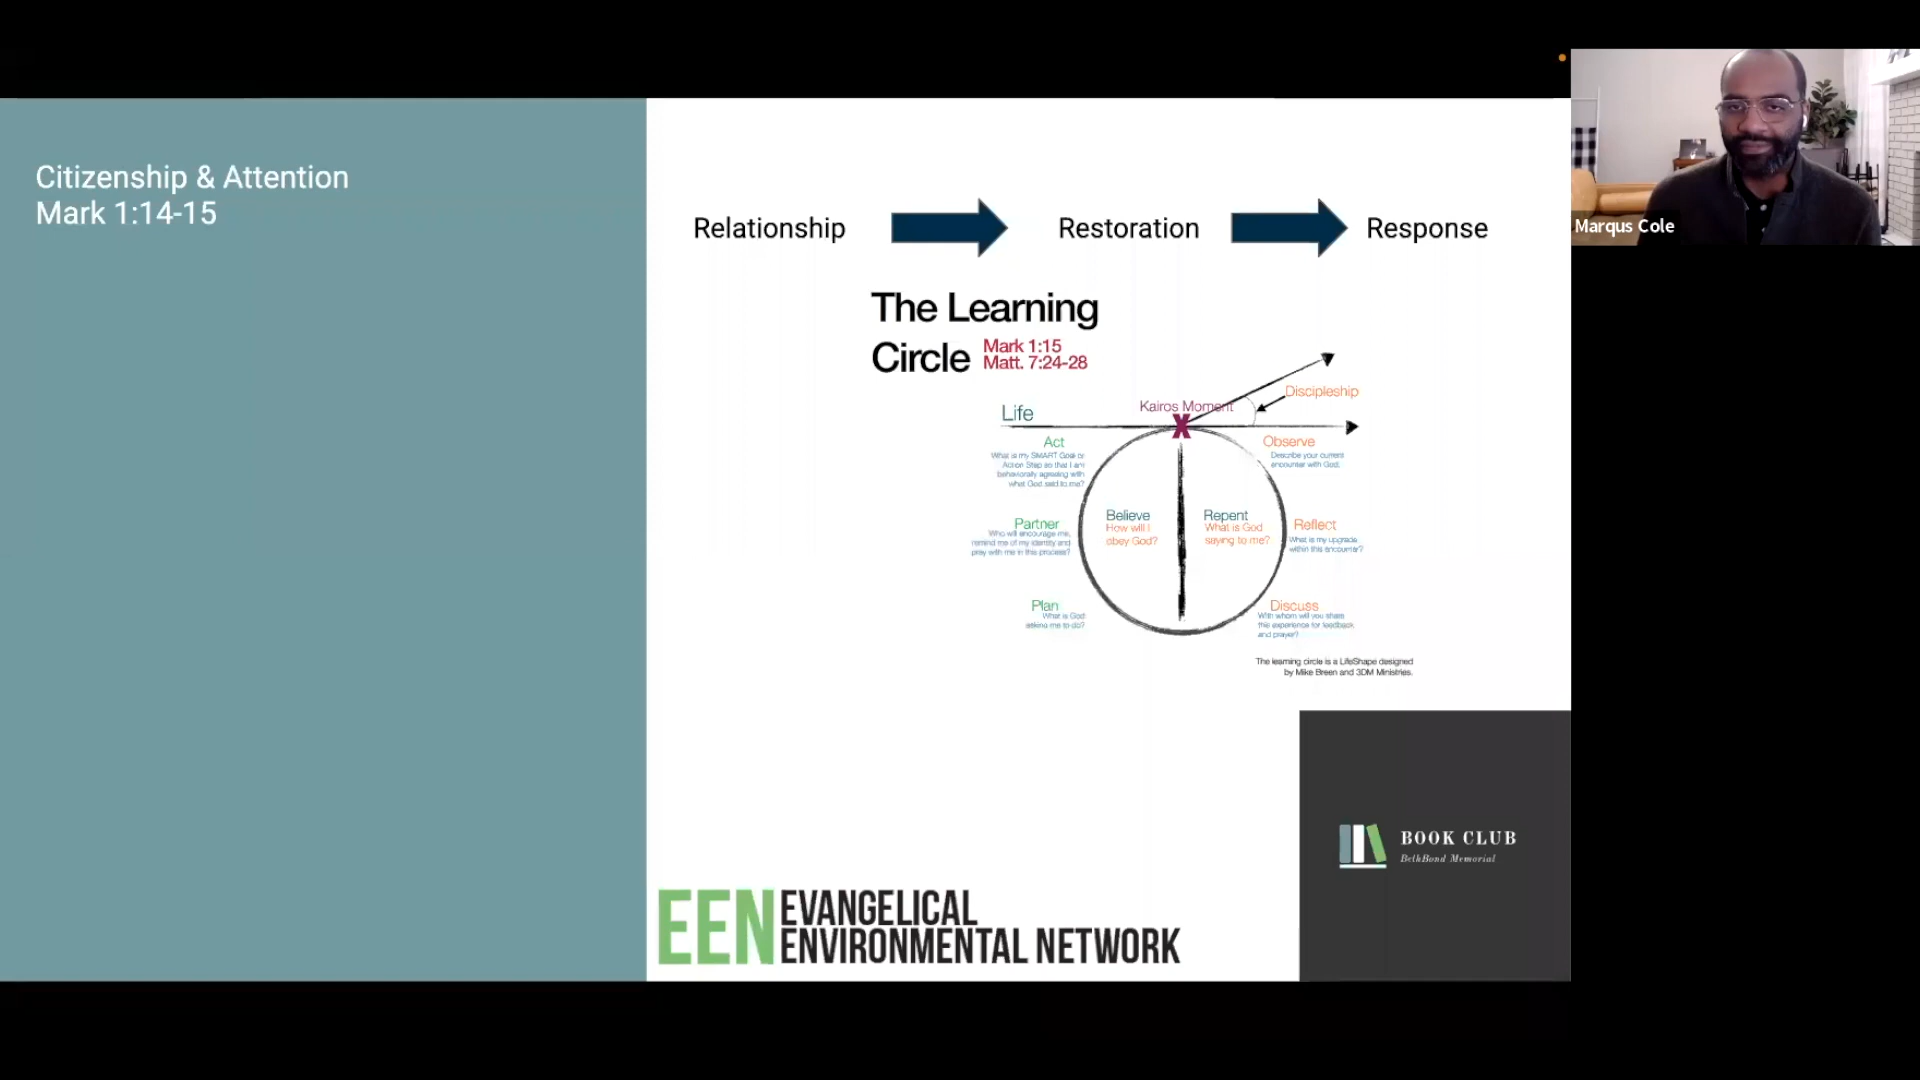 Citizenship & Attention
Mark 1:14-15
Relationship
Restoration
Response
The Learning
Circle
Mark 1:15
Matt. 7:24-28
Life
Kairos Moment
Discipleship
Act
What is my SMART Goal or
Action Step so that I am
behaviorally agreeing with
what God said to me?
Observe
Describe your current
encounter with God.
Believe
How will I
obey God?
Repent
What is God
saying to me?
Partner
Who will encourage me,
remind me of my identity and
pray with me in this process?
Reflect
What is my upgrade
within this encounter?
Plan
What is God
asking me to do?
Discuss
With whom will you share
this experience for feedback
and prayer?
The learning circle is a LifeShape designed
by Mike Breen and 3DM Ministries.
BOOK CLUB
BethBond Memorial
EEN EVANGELICAL
ENVIRONMENTAL NETWORK
Marqus Cole